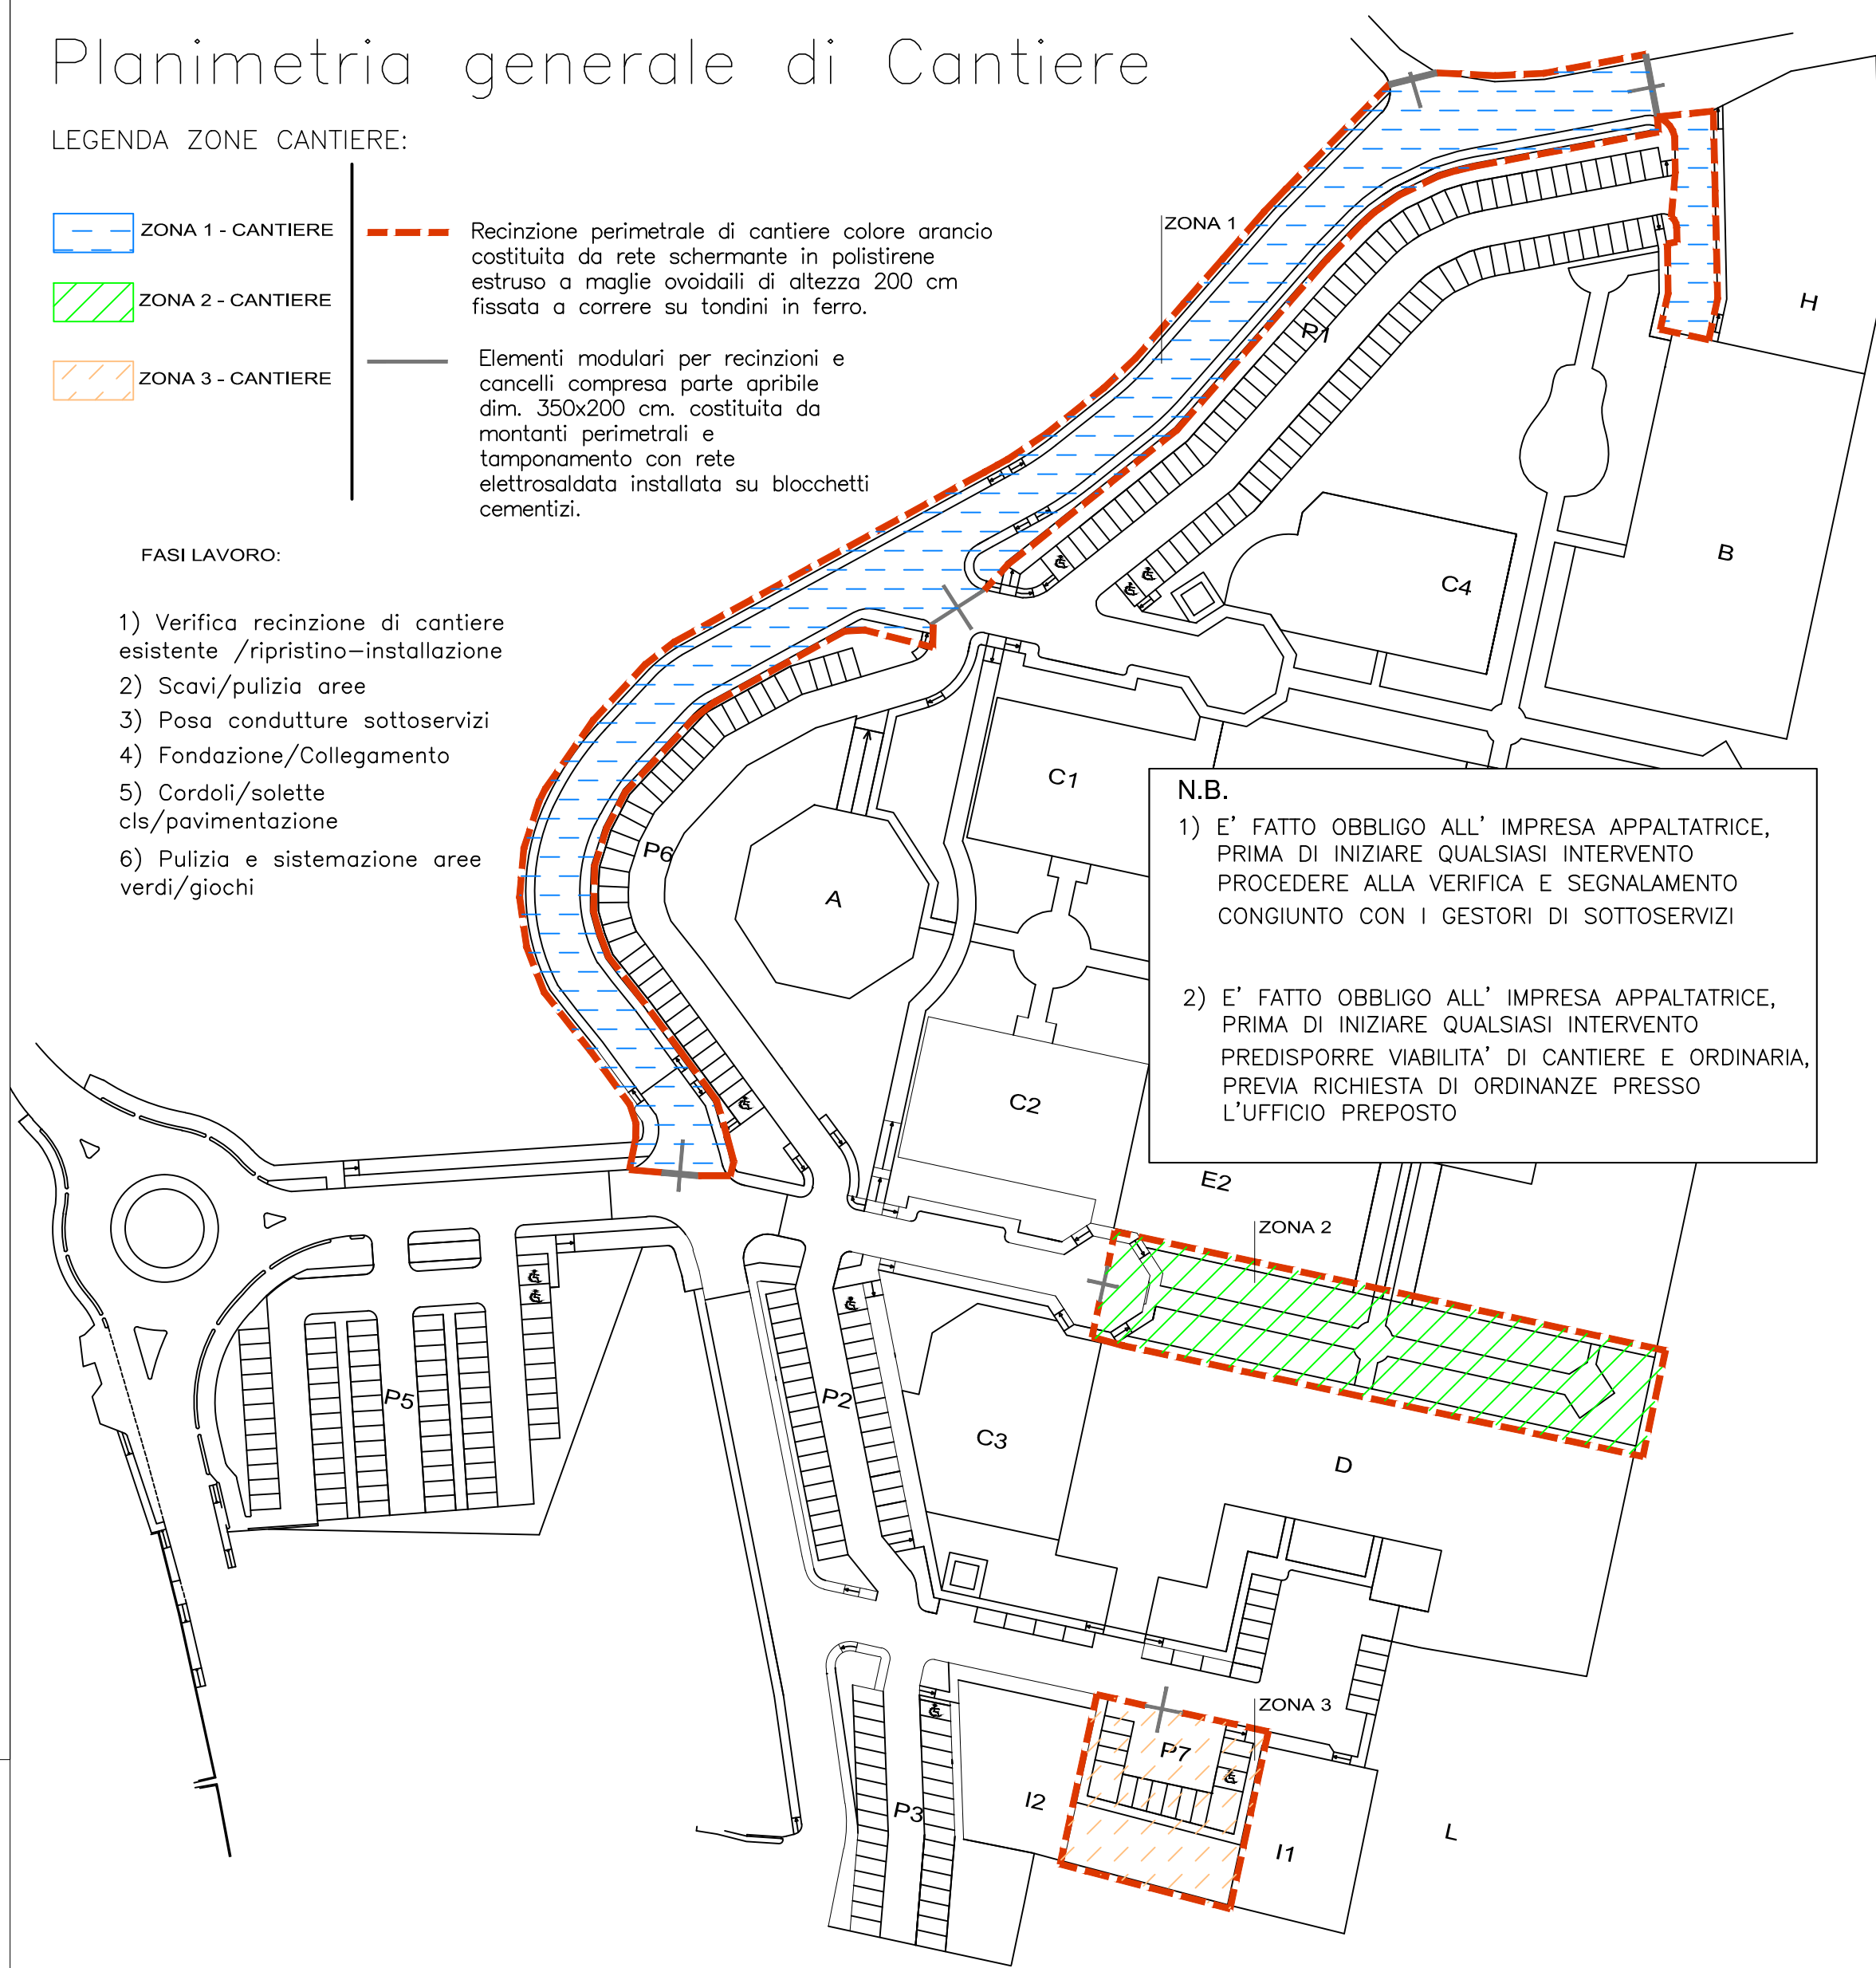 Planimetria generale di Cantiere
LEGENDA ZONE CANTIERE:
ZONA 1 - CANTIERE
ZONA 2 - CANTIERE
ZONA 3 - CANTIERE
Recinzione perimetrale di cantiere colore arancio
costituita da rete schermante in polistirene
estruso a maglie ovoidaili di altezza 200 cm
fissata a correre su tondini in ferro.
Elementi modulari per recinzioni e
cancelli compresa parte apribile
dim. 350x200 cm. costituita da
montanti perimetrali e
tamponamento con rete
elettrosaldata installata su blocchetti
cementizi.
FASI LAVORO:
1) Verifica recinzione di cantiere
esistente /ripristino-installazione
2) Scavi/pulizia aree
3) Posa condutture sottoservizi
4) Fondazione/Collegamento
5) Cordoli/solette
cls/pavimentazione
6) Pulizia e sistemazione aree
verdi/giochi
ZONA 1
P1
H
B
C4
C1
P6
A
C2
N.B.
1) E' FATTO OBBLIGO ALL' IMPRESA APPALTATRICE,
PRIMA DI INIZIARE QUALSIASI INTERVENTO
PROCEDERE ALLA VERIFICA E SEGNALAMENTO
CONGIUNTO CON I GESTORI DI SOTTOSERVIZI
2) E' FATTO OBBLIGO ALL' IMPRESA APPALTATRICE,
PRIMA DI INIZIARE QUALSIASI INTERVENTO
PREDISPORRE VIABILITA' DI CANTIERE E ORDINARIA,
PREVIA RICHIESTA DI ORDINANZE PRESSO
L'UFFICIO PREPOSTO
E2
ZONA 2
P5
P2
C3
D
ZONA 3
P7
I2
P3
I1
L